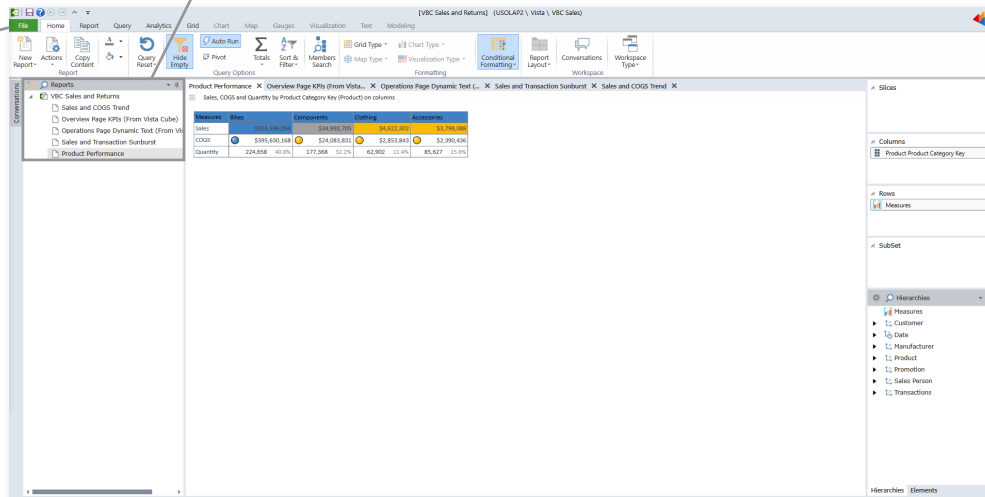 [VBC Sales and Returns] (USOLAP2 \ Vista \ VBC Sales)
File Home Report Query Analytics Grid Chart Map Gauges Visualization Text Modeling
New Report Actions Copy Content A Query Reset Hide Empty Auto Run Pivot Totals Sort & Filter Members Search Grid Type Chart Type Map Type Visualization Type Conditional Formatting Report Layout Conversations Workspace Type
Report Query Options Formatting Workspace
Conversations
Reports
VBC Sales and Returns
Sales and COGS Trend
Overview Page KPIs (From Vista Cube)
Operations Page Dynamic Text (From Vis
Sales and Transaction Sunburst
Product Performance
Product Performance X Overview Page KPIs (From Vista... X Operations Page Dynamic Text (... X Sales and Transaction Sunburst X Sales and COGS Trend X
Sales, COGS and Quantity by Product Category Key (Product) on columns
Measures Bikes Components Clothing Accessories
Sales $34,993,705 $4,622,302 $3,798,088
COGS $395,630,168 $24,083,831 $2,853,843 $2,390,436
Quantity 224,658 40.8% 177,368 32.2% 62,902 11.4% 85,627 15.6%
Slices
Columns
Product Product Category Key
Rows
Measures
SubSet
Hierarchies
Measures
Customer
Date
Manufacturer
Product
Promotion
Sales Person
Transactions
Hierarchies Elements